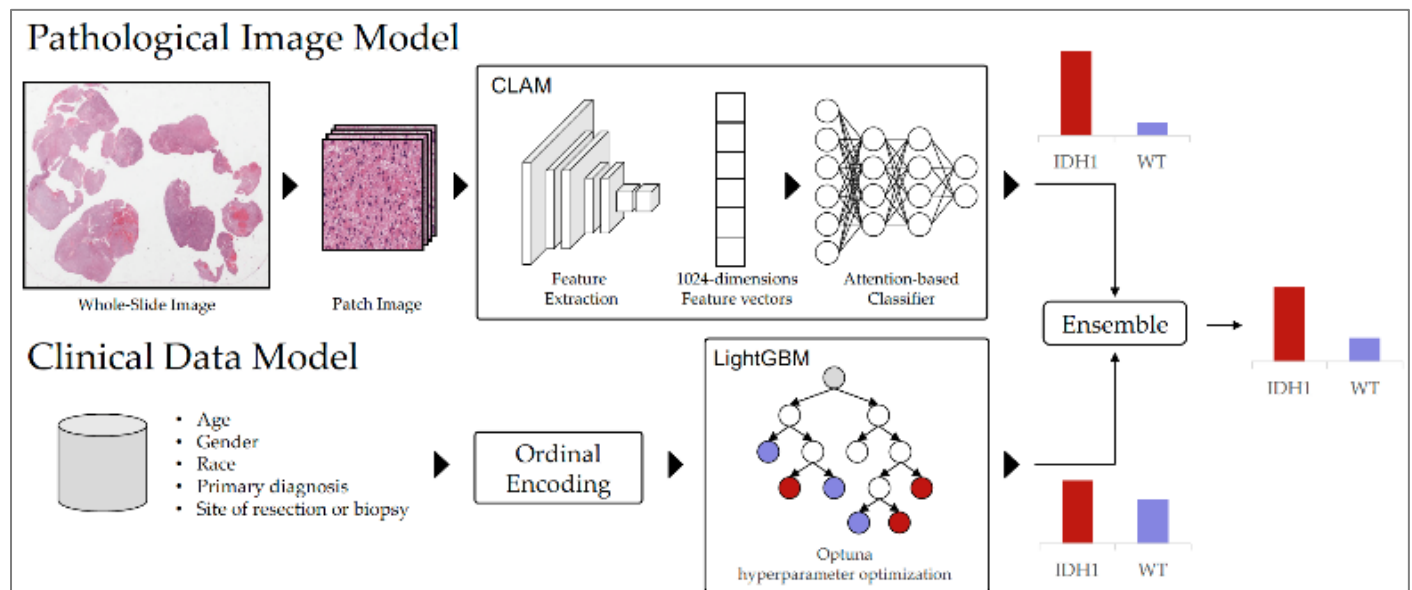 Pathological Image Model
CLAM
IDH1 WT
Feature
Extraction
1024-dimensions
Feature vectors
Attention-based
Classifier
Whole-Slide Image
Patch Image
Ensemble
IDH1 WT
Clinical Data Model
• Age
• Gender
• Race
• Primary diagnosis
• Site of resection or biopsy
Ordinal
Encoding
LightGBM
Optuna
hyperparameter optimization
IDH1 WT